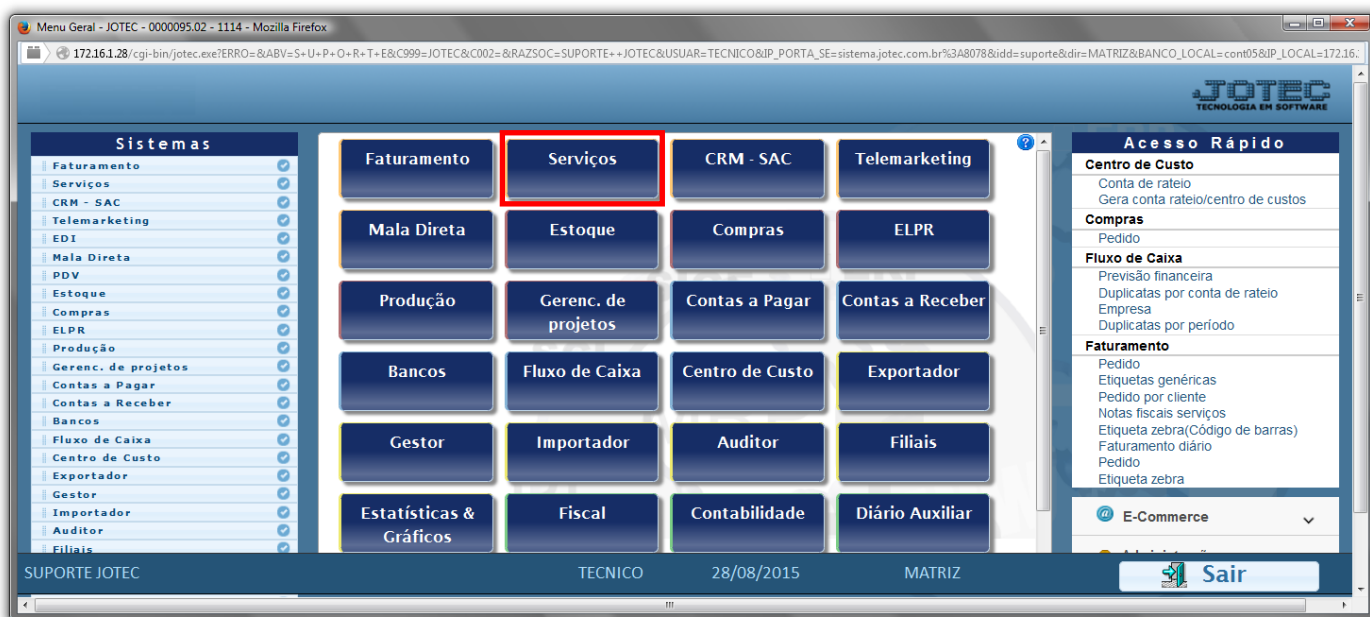 Menu Geral - JOTEC - 0000095.02 - 1114 - Mozilla Firefox
172.16.1.28/cgi-bin/jotec.exe?ERRO=&ABV=S+U+P+O+R+T+E&C999=JOTEC&C002=&RAZSOC=SUPORTE++JOTEC&USUAR=TECNICO&IP_PORTA_SE=sistema.jotec.com.br%3A8078&idd=suporte&dir=MATRIZ&BANCO_LOCAL=cont05&IP_LOCAL=172.16.
JOTEC
TECNOLOGIA EM SOFTWARE
Sistemas
Faturamento
Serviços
CRM - SAC
Telemarketing
EDI
Mala Direta
PDV
Estoque
Compras
ELPR
Produção
Gerenc. de projetos
Contas a Pagar
Contas a Receber
Bancos
Fluxo de Caixa
Centro de Custo
Exportador
Gestor
Importador
Auditor
Filiais
Faturamento
Serviços
CRM - SAC
Telemarketing
Mala Direta
Estoque
Compras
ELPR
Produção
Gerenc. de
projetos
Contas a Pagar
Contas a Receber
Bancos
Fluxo de Caixa
Centro de Custo
Exportador
Gestor
Importador
Auditor
Filiais
Estatísticas &
Gráficos
Fiscal
Contabilidade
Diário Auxiliar
Acesso Rápido
Centro de Custo
Conta de rateio
Gera conta rateio/centro de custos
Compras
Pedido
Fluxo de Caixa
Previsão financeira
Duplicatas por conta de rateio
Empresa
Duplicatas por período
Faturamento
Pedido
Etiquetas genéricas
Pedido por cliente
Notas fiscais serviços
Etiqueta zebra(Código de barras)
Faturamento diário
Pedido
Etiqueta zebra
E-Commerce
SUPORTE JOTEC
TECNICO
28/08/2015
MATRIZ
Sair